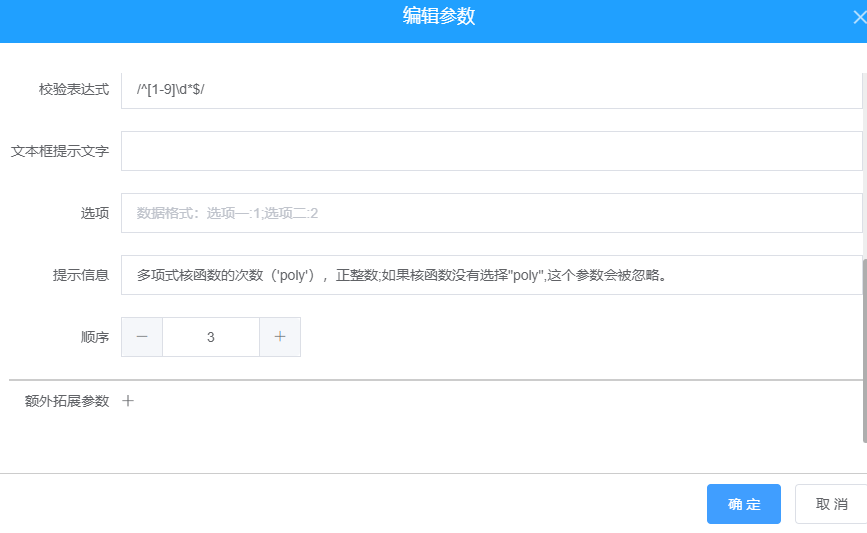 编辑参数
校验表达式
/^[1-9]\d*$/
文本框提示文字
选项
数据格式：选项一:1;选项二:2
提示信息
多项式核函数的次数（'poly'），正整数;如果核函数没有选择"poly",这个参数会被忽略。
顺序
3
额外拓展参数
确定
取消